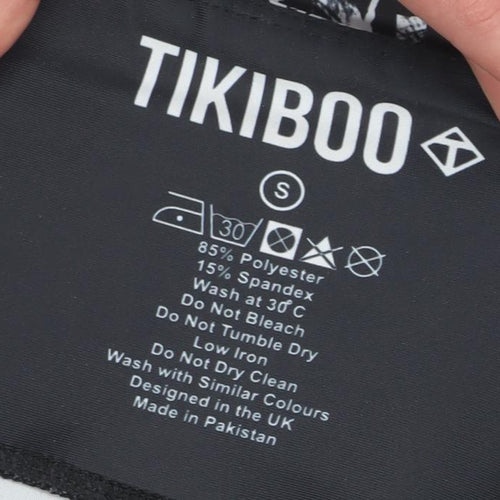 TIKIBOO
S
30
85% Polyester
15% Spandex
Wash at 30°C
Do Not Bleach
Do Not Tumble Dry
Low Iron
Do Not Dry Clean
Wash with Similar Colours
Designed in the UK
Made in Pakistan